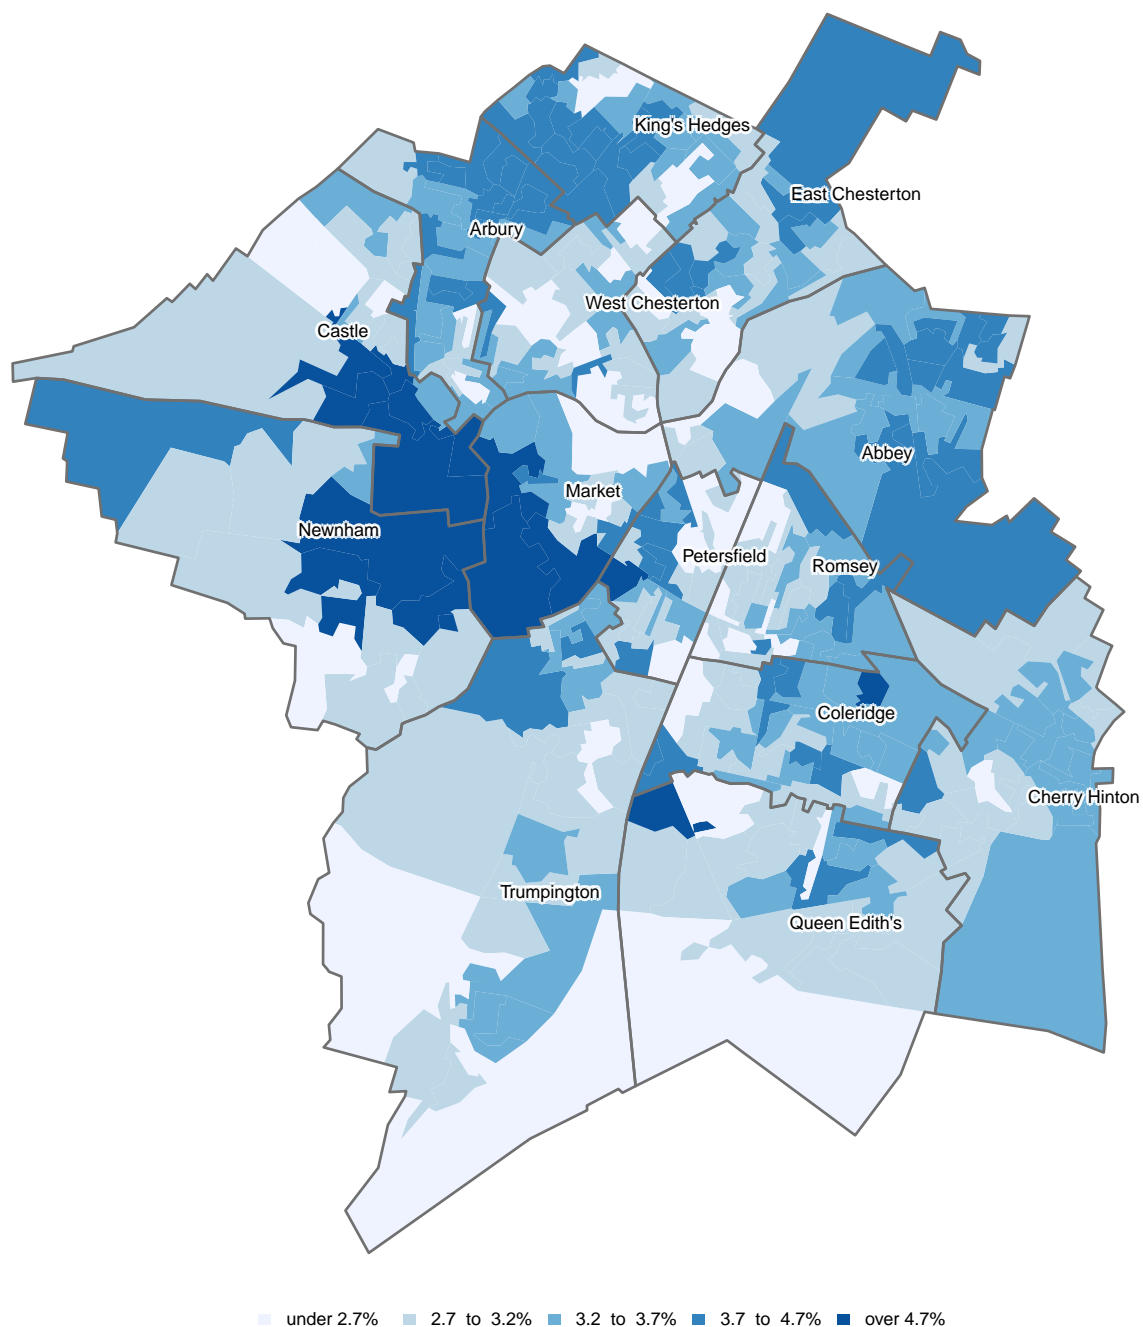 King's Hedges
East Chesterton
Arbury
West Chesterton
Castle
Abbey
Market
Newnham
Petersfield
Romsey
Coleridge
Cherry Hinton
Trumpington
Queen Edith's
under 2.7% 2.7 to 3.2% 3.2 to 3.7% 3.7 to 4.7% over 4.7%